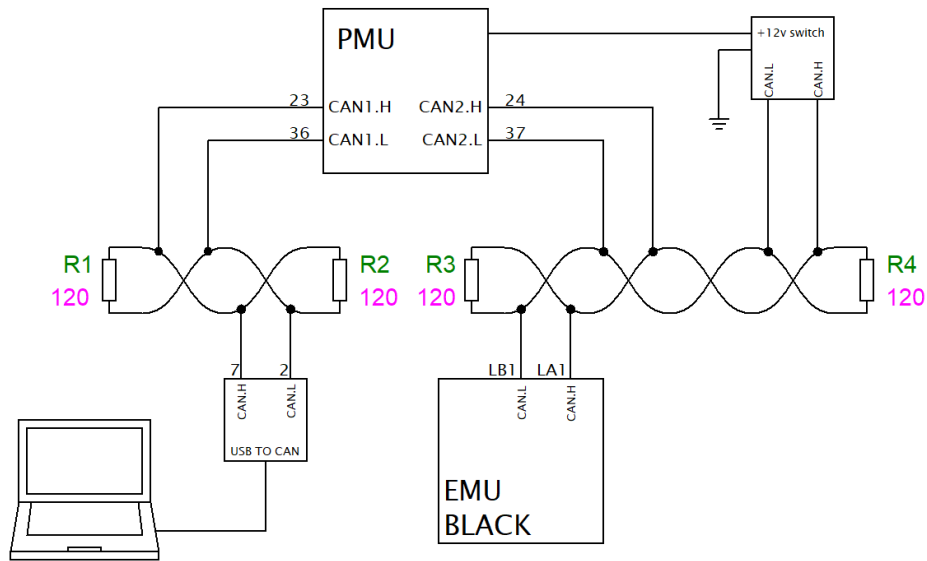 PMU
+12v switch
CAN.L
CAN.H
23
CAN1.H
CAN2.H
24
36
CAN1.L
CAN2.L
37
R1
120
R2
120
R3
120
R4
120
7
2
CAN.H
CAN.L
USB TO CAN
LB1
LA1
CAN.L
CAN.H
EMU
BLACK